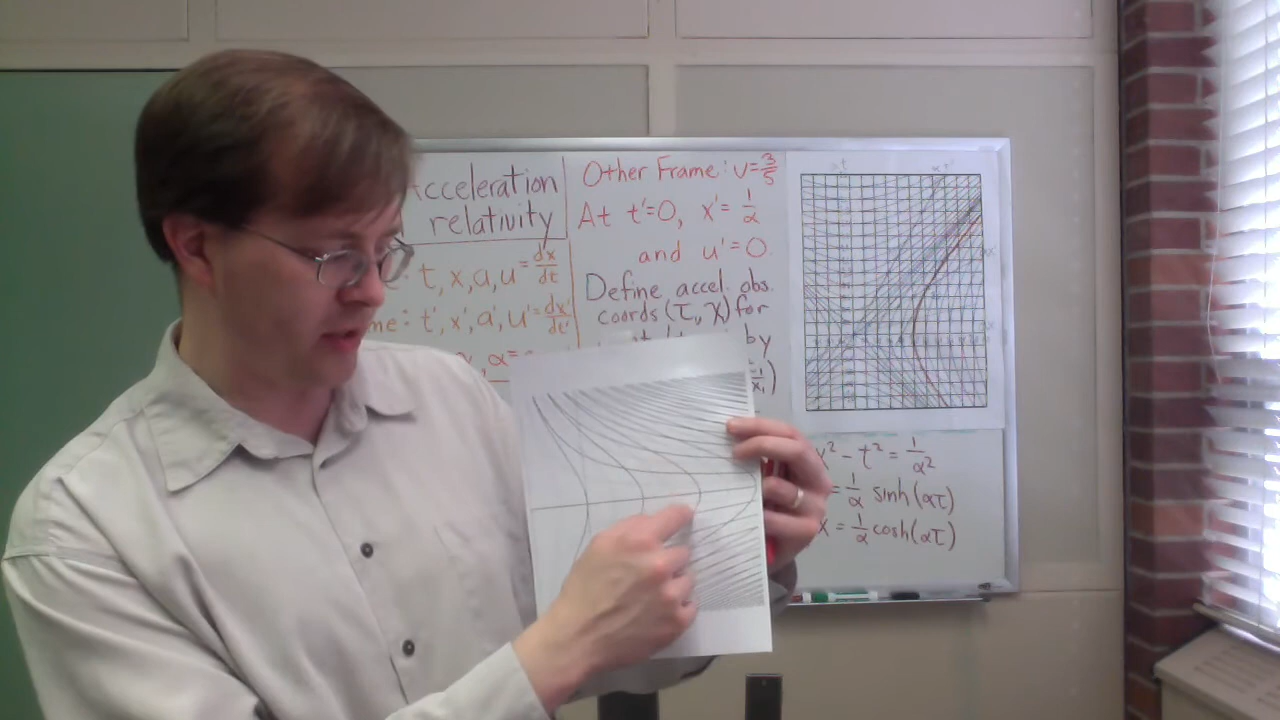 cceleration
relativity
: t, x, a, u = dx/dt
me: t', x', a', u' = dx'/dt'
, α =
Other Frame: v = 3/5
At t'=0, x' = 1/α
and u'=0.
Define accel. obs.
coords (τ, χ) for
by
x² - t² = 1/α²
= 1/α sinh(ατ)
x = 1/α cosh(ατ)